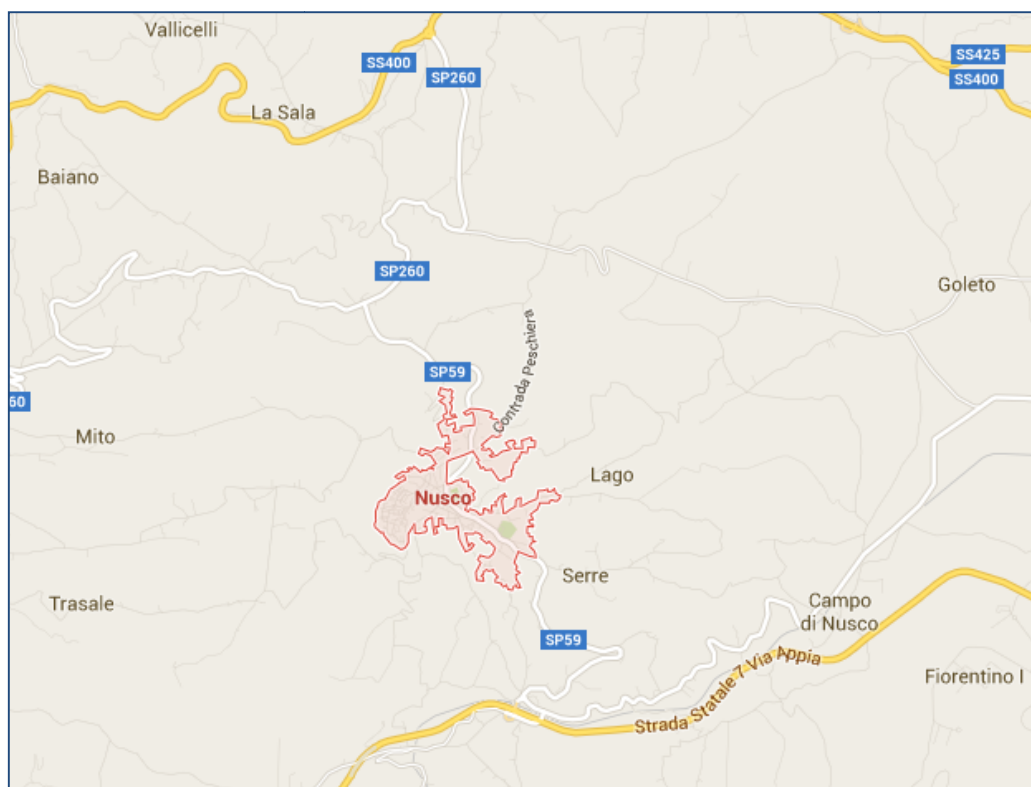 Vallicelli
SS400
SP260
SS425
SS400
La Sala
Baiano
SP260
Goleto
Contrada Peschiera
SP59
60
Mito
Lago
Nusco
Serre
Trasale
Campo
di Nusco
SP59
Strada Statale 7 Via Appia
Fiorentino I